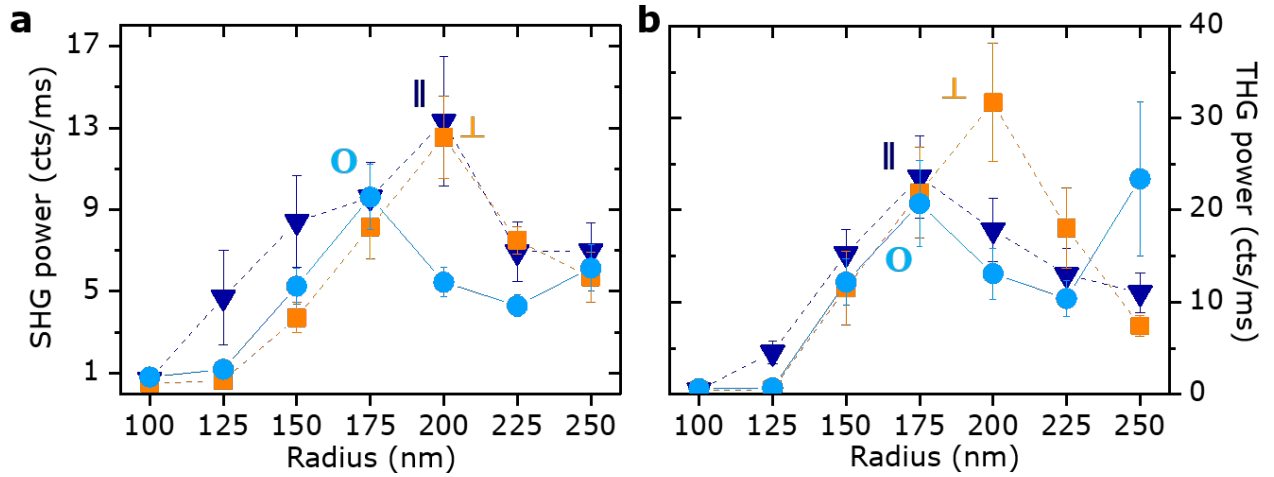 a
SHG power (cts/ms)
17
13
9
5
1
O
||
⊥
100 125 150 175 200 225 250
Radius (nm)
b
||
O
⊥
100 125 150 175 200 225 250
Radius (nm)
40
30
20
10
0
THG power (cts/ms)